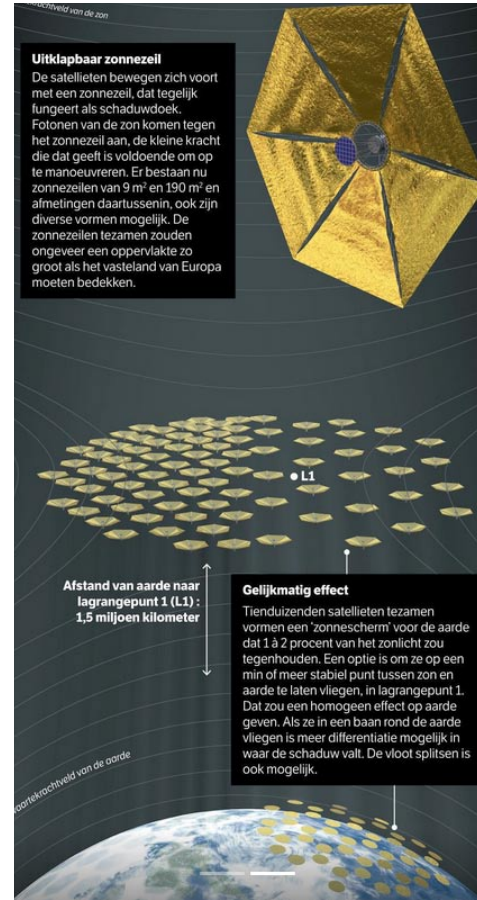 krachtveld van de zon
Uitklapbaar zonnezeil
De satellieten bewegen zich voort
met een zonnezeil, dat tegelijk
fungeert als schaduwdoek.
Fotonen van de zon komen tegen
het zonnezeil aan, de kleine kracht
die dat geeft is voldoende om op
te manoeuvreren. Er bestaan nu
zonnezeilen van 9 m² en 190 m² en
afmetingen daartussenin, ook zijn
diverse vormen mogelijk. De
zonnezeilen tezamen zouden
ongeveer een oppervlakte zo
groot als het vasteland van Europa
moeten bedekken.
L1
Afstand van aarde naar
lagrangepunt 1 (L1) :
1,5 miljoen kilometer
Gelijkmatig effect
Tienduizenden satellieten tezamen
vormen een ‘zonnescherm’ voor de aarde
dat 1 à 2 procent van het zonlicht zou
tegenhouden. Een optie is om ze op een
min of meer stabiel punt tussen zon en
aarde te laten vliegen, in lagrangepunt 1.
Dat zou een homogeen effect op aarde
geven. Als ze in een baan rond de aarde
vliegen is meer differentiatie mogelijk in
waar de schaduw valt. De vloot splitsen is
ook mogelijk.
aartekrachtveld van de aarde